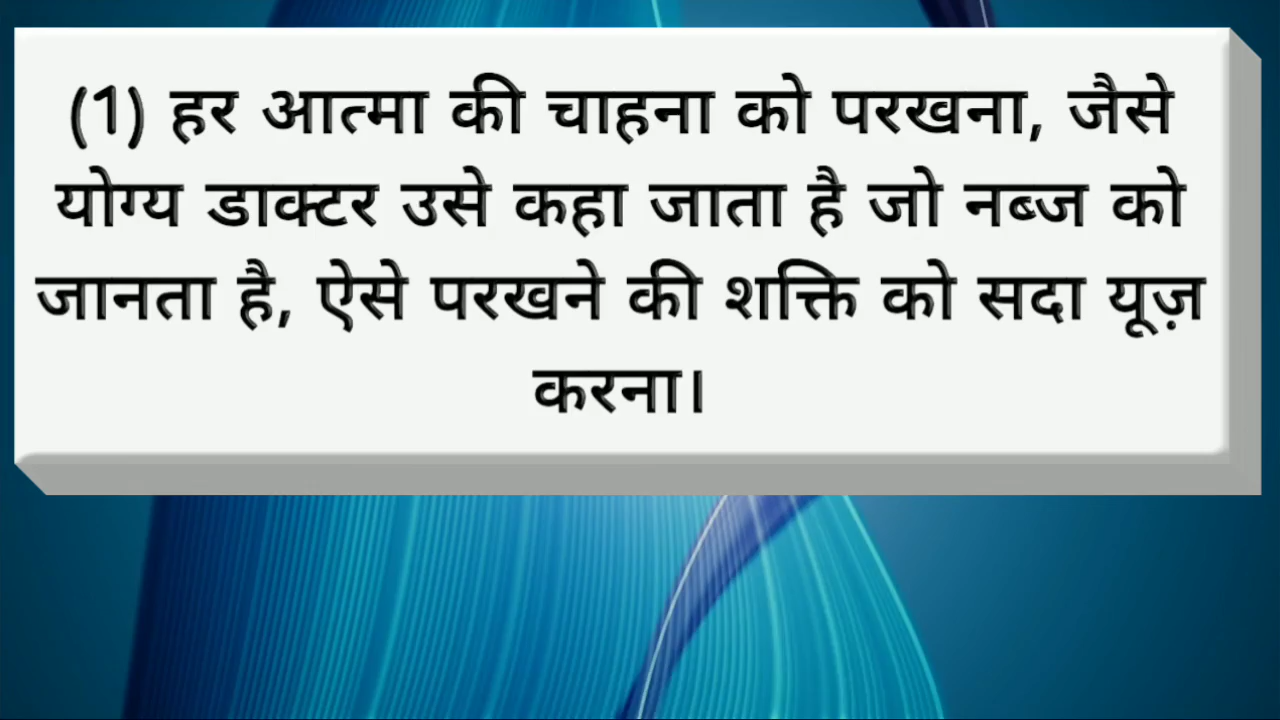 (1) हर आत्मा की चाहना को परखना, जैसे
योग्य डाक्टर उसे कहा जाता है जो नब्ज को
जानता है, ऐसे परखने की शक्ति को सदा यूज़
करना।